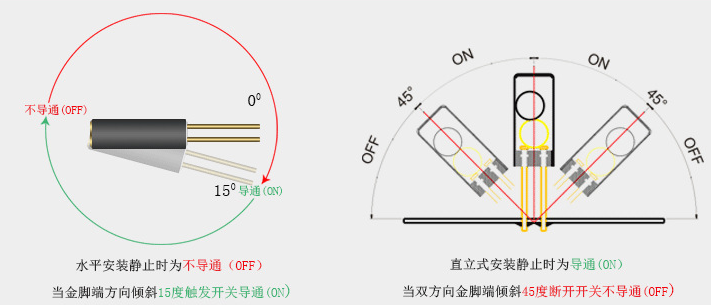 不导通(OFF)
0⁰
15⁰ 导通(ON)
水平安装静止时为不导通（OFF）
当金脚端方向倾斜15度触发开关导通(ON)
ON
ON
45°
45°
OFF
OFF
直立式安装静止时为导通(ON)
当双方向金脚端倾斜45度断开开关不导通(OFF)